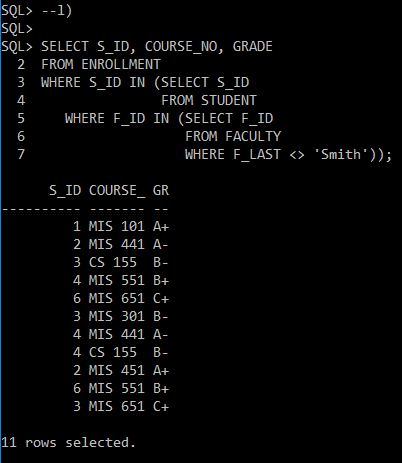 SQL> --l)
SQL>
SQL> SELECT S_ID, COURSE_NO, GRADE
  2  FROM ENROLLMENT
  3  WHERE S_ID IN (SELECT S_ID
  4                 FROM STUDENT
  5     WHERE F_ID IN (SELECT F_ID
  6                    FROM FACULTY
  7                    WHERE F_LAST <> 'Smith'));

      S_ID COURSE_ GR
---------- ------- --
         1 MIS 101 A+
         2 MIS 441 A-
         3 CS 155  B-
         4 MIS 551 B+
         6 MIS 651 C+
         3 MIS 301 B-
         4 MIS 441 A-
         4 CS 155  B-
         2 MIS 451 A+
         6 MIS 551 B+
         3 MIS 651 C+

11 rows selected.